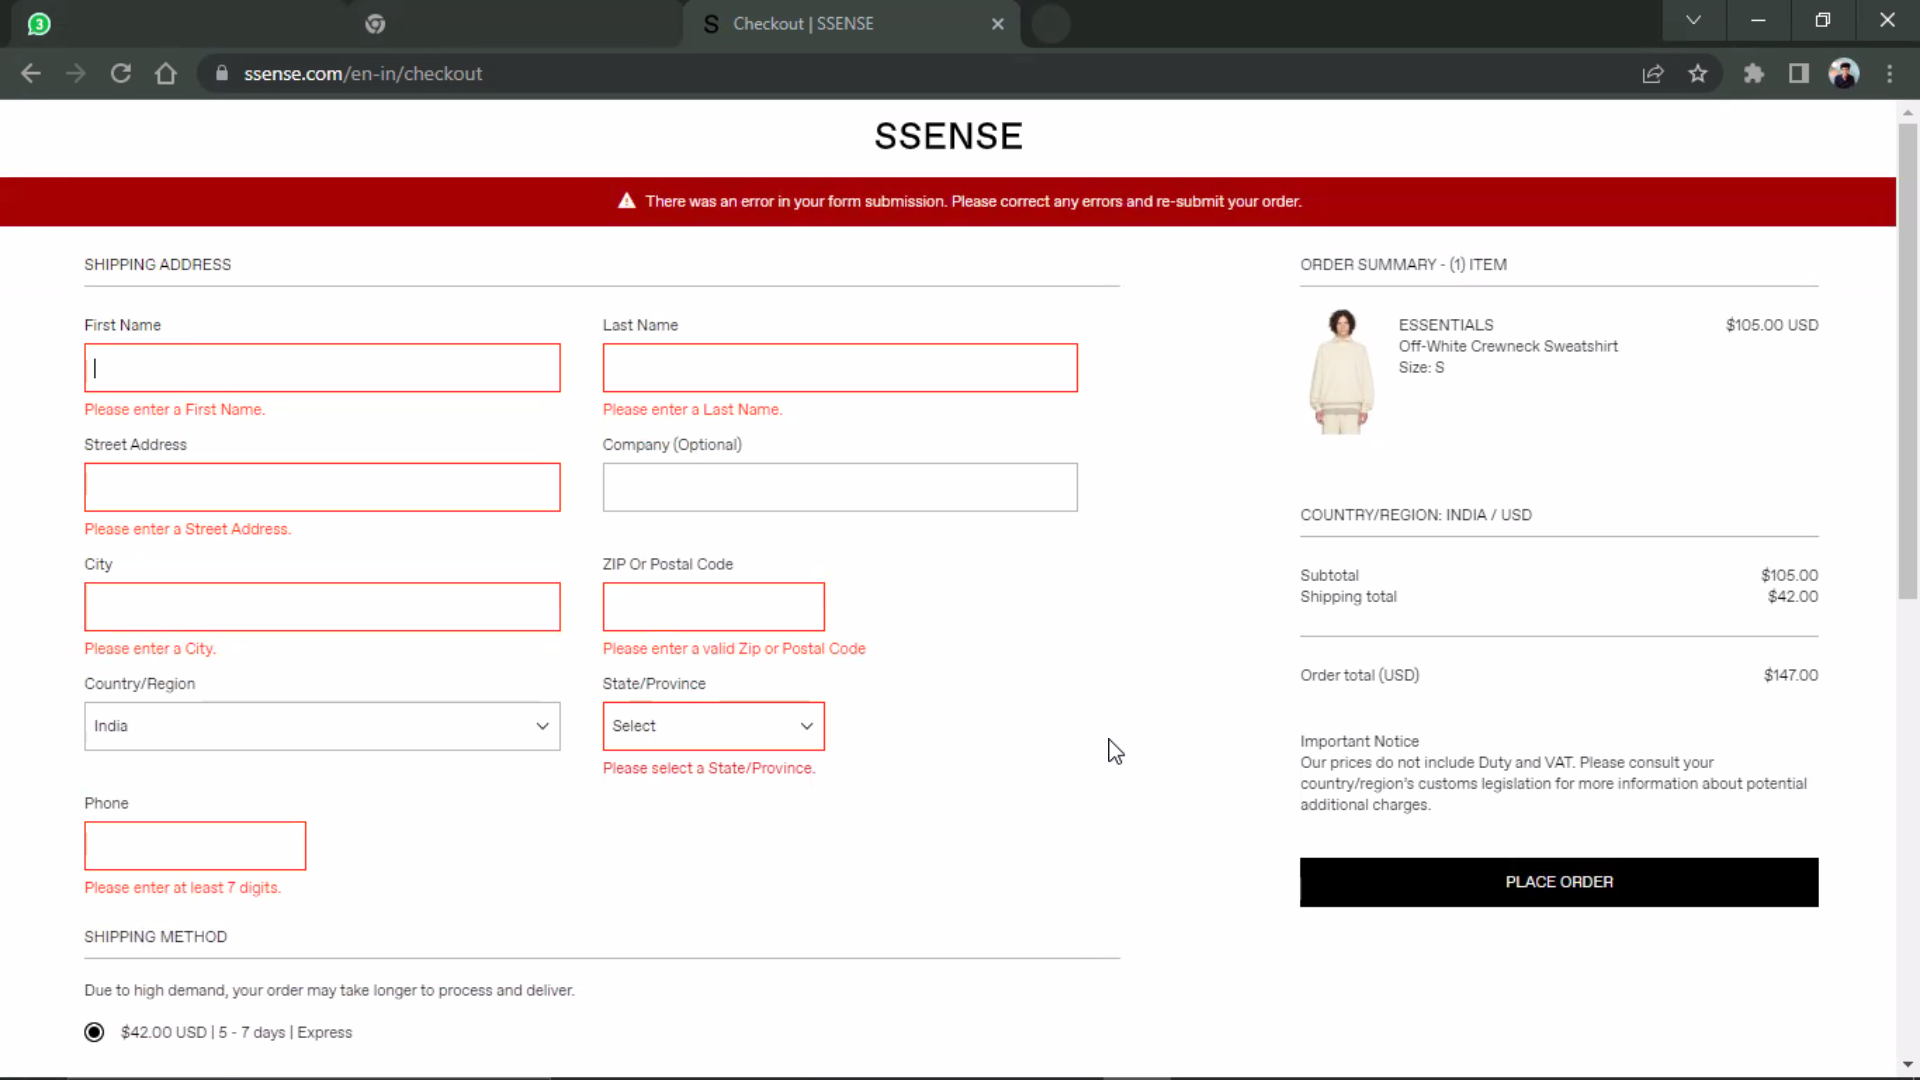 3
S Checkout | SSENSE
ssense.com/en-in/checkout
SSENSE
There was an error in your form submission. Please correct any errors and re-submit your order.
SHIPPING ADDRESS
First Name
Last Name
Please enter a First Name.
Please enter a Last Name.
Street Address
Company (Optional)
Please enter a Street Address.
City
ZIP Or Postal Code
Please enter a City.
Please enter a valid Zip or Postal Code
Country/Region
State/Province
India
Select
Please select a State/Province.
Phone
Please enter at least 7 digits.
SHIPPING METHOD
Due to high demand, your order may take longer to process and deliver.
$42.00 USD | 5 - 7 days | Express
ORDER SUMMARY - (1) ITEM
ESSENTIALS
$105.00 USD
Off-White Crewneck Sweatshirt
Size: S
COUNTRY/REGION: INDIA / USD
Subtotal
$105.00
Shipping total
$42.00
Order total (USD)
$147.00
Important Notice
Our prices do not include Duty and VAT. Please consult your
country/region's customs legislation for more information about potential
additional charges.
PLACE ORDER